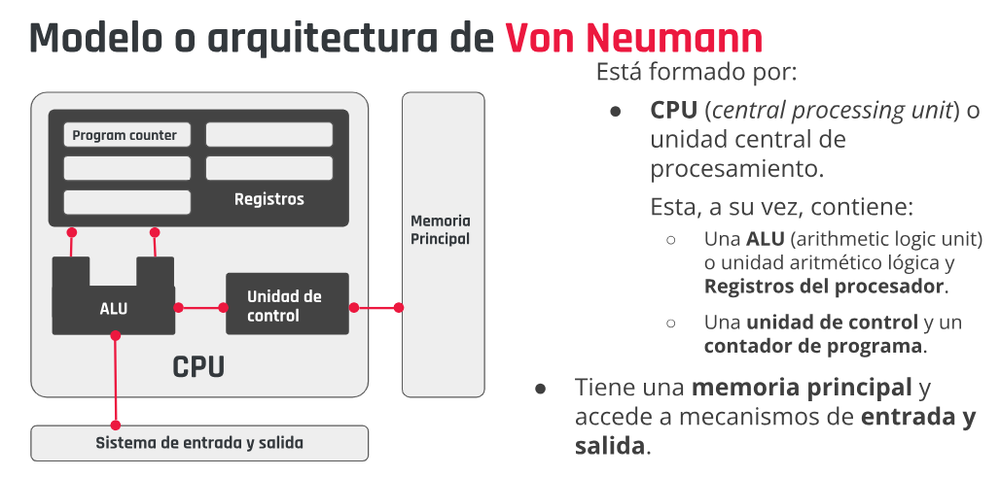 Modelo o arquitectura de Von Neumann
Program counter
Registros
ALU
Unidad de
control
CPU
Memoria
Principal
Sistema de entrada y salida
Está formado por:
● CPU (central processing unit) o
unidad central de
procesamiento.
Esta, a su vez, contiene:
○ Una ALU (arithmetic logic unit)
o unidad aritmético lógica y
Registros del procesador.
○ Una unidad de control y un
contador de programa.
● Tiene una memoria principal y
accede a mecanismos de entrada y
salida.